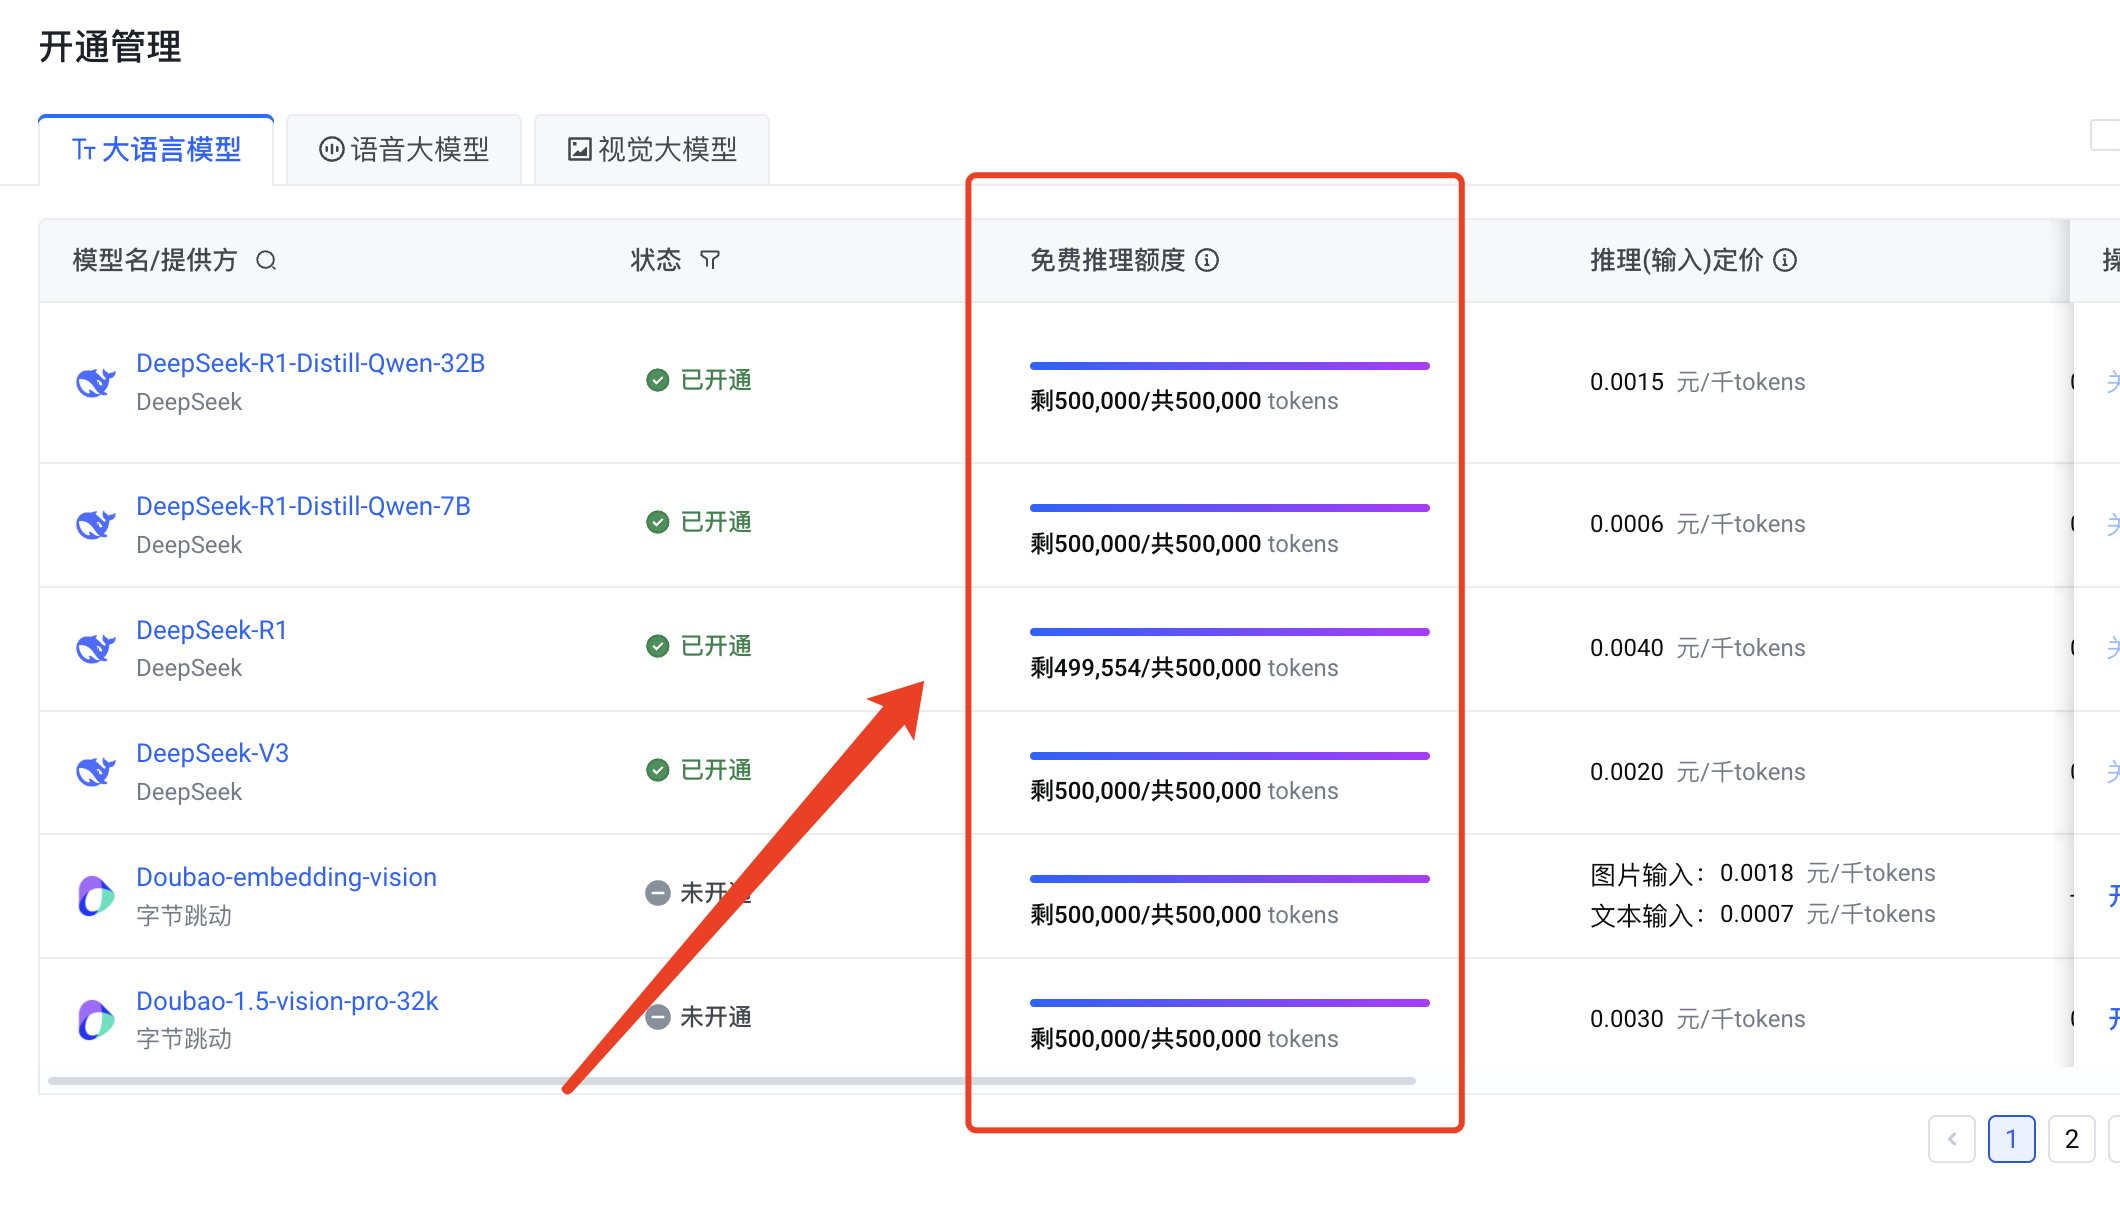 开通管理
大语言模型
语音大模型
视觉大模型
模型名/提供方
状态
免费推理额度
推理(输入)定价
DeepSeek-R1-Distill-Qwen-32B
DeepSeek
已开通
剩500,000/共500,000 tokens
0.0015 元/千tokens
DeepSeek-R1-Distill-Qwen-7B
DeepSeek
已开通
剩500,000/共500,000 tokens
0.0006 元/千tokens
DeepSeek-R1
DeepSeek
已开通
剩499,554/共500,000 tokens
0.0040 元/千tokens
DeepSeek-V3
DeepSeek
已开通
剩500,000/共500,000 tokens
0.0020 元/千tokens
Doubao-embedding-vision
字节跳动
未开通
剩500,000/共500,000 tokens
图片输入：0.0018 元/千tokens
文本输入：0.0007 元/千tokens
Doubao-1.5-vision-pro-32k
字节跳动
未开通
剩500,000/共500,000 tokens
0.0030 元/千tokens
1
2